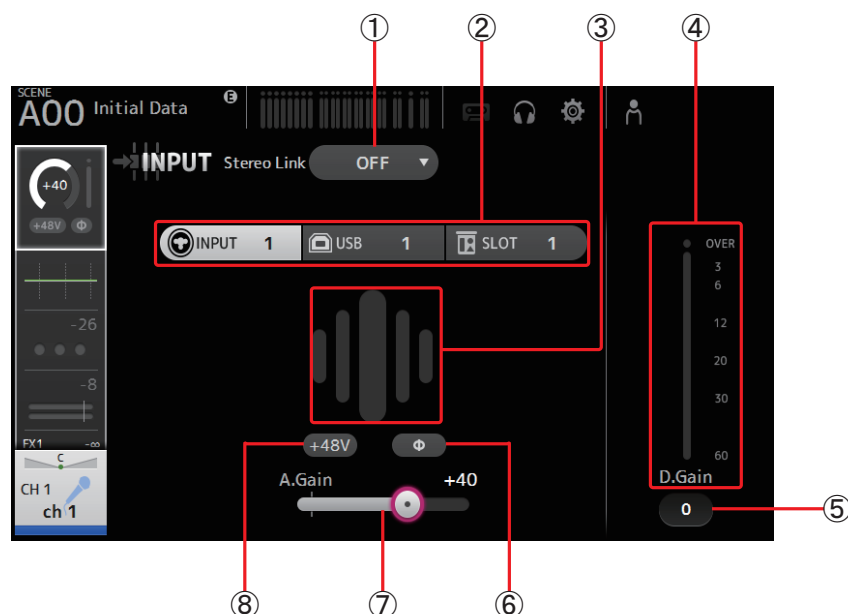 ① ② ③ ④
SCENE
A00 Initial Data E
INPUT Stereo Link OFF
+40
+48V Φ
INPUT 1 USB 1 SLOT 1
OVER
3
6
12
20
30
60
-26
-8
FX1 -∞
C
CH 1
ch 1
+48V Φ
A.Gain +40
D.Gain
0
⑤
⑧ ⑦ ⑥